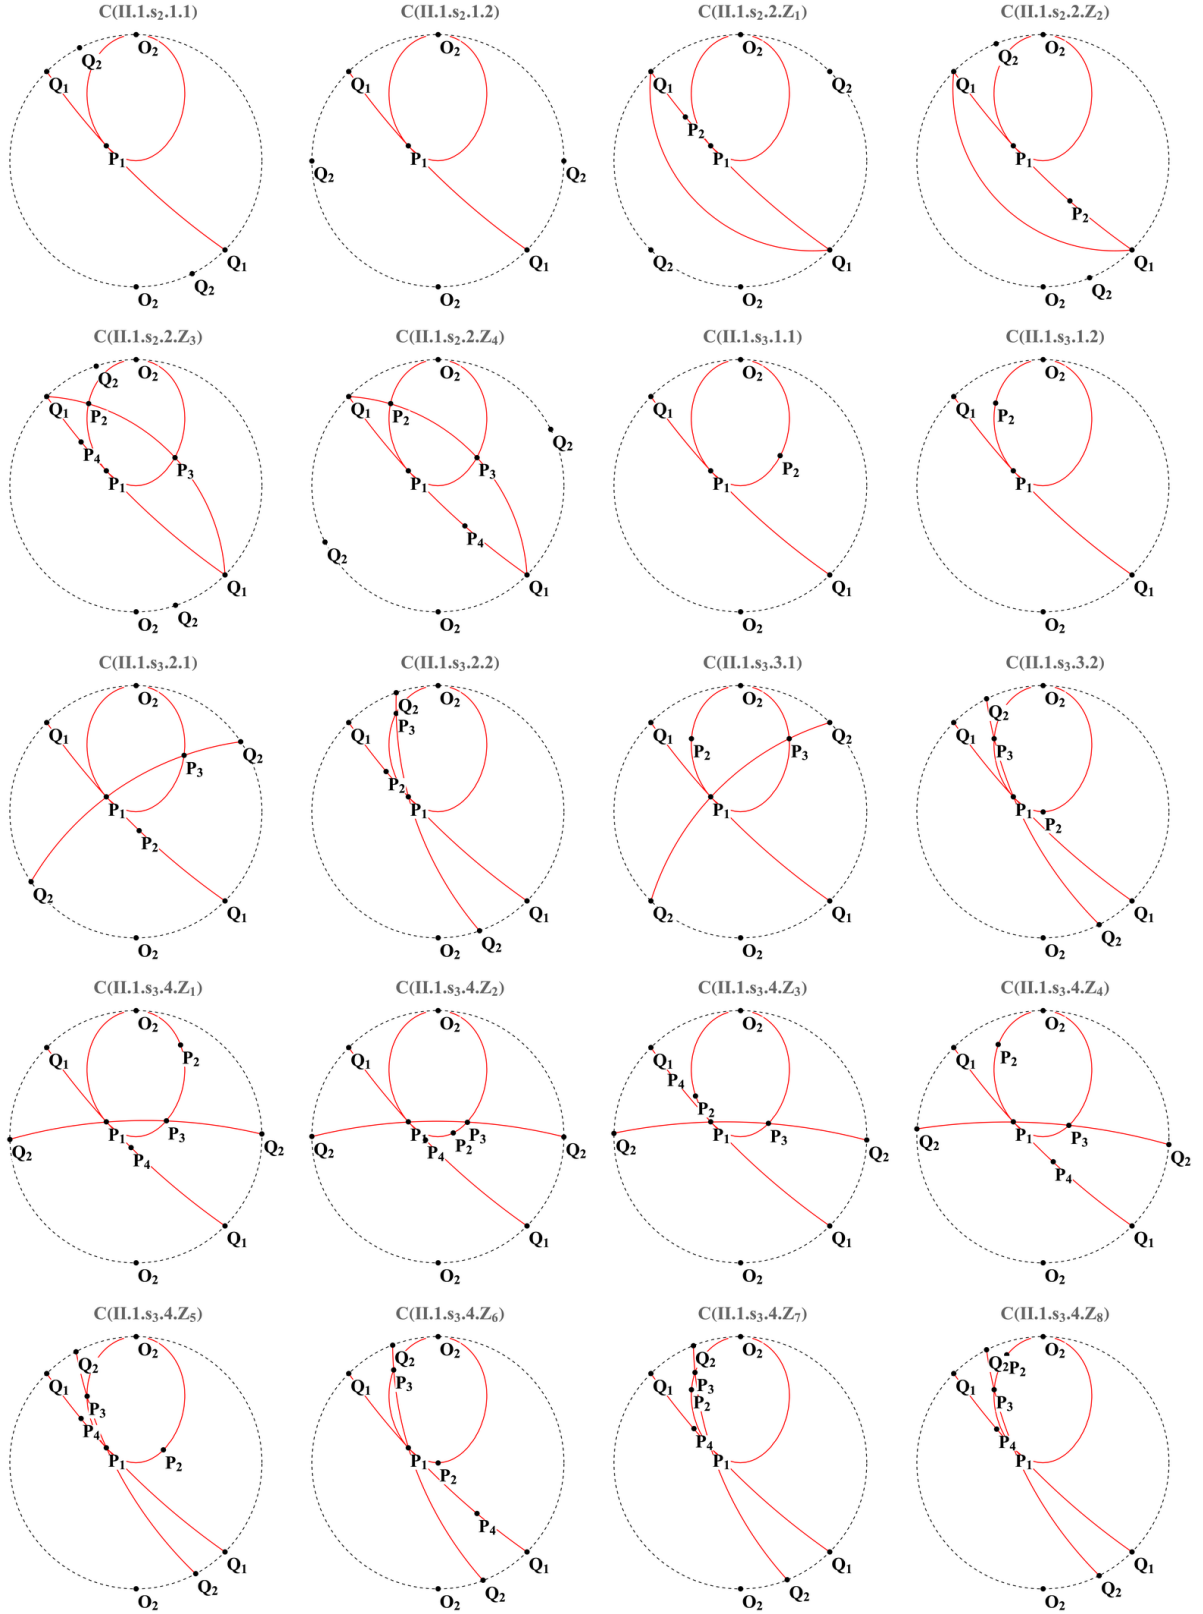 C(II.1.s₂.1.1) C(II.1.s₂.1.2) C(II.1.s₂.2.Z₁) C(II.1.s₂.2.Z₂)
O₂ O₂ O₂ O₂
Q₂ Q₂ Q₂
Q₁ Q₁ Q₁ Q₁
P₂
P₁ P₁ P₁ P₁
Q₂ Q₂
P₂
Q₁ Q₁ Q₂ Q₁ Q₁
Q₂ Q₂
O₂ O₂ O₂ O₂
C(II.1.s₂.2.Z₃) C(II.1.s₂.2.Z₄) C(II.1.s₃.1.1) C(II.1.s₃.1.2)
O₂ O₂ O₂ O₂
Q₂
Q₁ P₂ Q₁ P₂ Q₁ Q₁ P₂
Q₂
P₄ P₃ P₃ P₂
P₁ P₁ P₁ P₁
P₄
Q₂
Q₁ Q₁ Q₁ Q₁
Q₂
O₂ O₂ O₂ O₂
C(II.1.s₃.2.1) C(II.1.s₃.2.2) C(II.1.s₃.3.1) C(II.1.s₃.3.2)
O₂ O₂ O₂ O₂
Q₂ Q₂
Q₁ P₃ Q₁ Q₁ Q₂ Q₁
Q₂ P₃ P₂ P₂ P₃ P₃
P₁ P₁ P₁ P₁
P₂ P₂
Q₂ Q₁ Q₁ Q₂ Q₁ Q₁
Q₂ Q₂
O₂ O₂ O₂ O₂
C(II.1.s₃.4.Z₁) C(II.1.s₃.4.Z₂) C(II.1.s₃.4.Z₃) C(II.1.s₃.4.Z₄)
O₂ O₂ O₂ O₂
Q₁ P₂ Q₁ Q₁ Q₁ P₂
P₄
P₂
P₁ P₃ P₁ P₂ P₃ P₁ P₃ P₁ P₃
Q₂ Q₂ Q₂ Q₂ Q₂ Q₂ Q₂ Q₂
P₄ P₄ P₄
Q₁ Q₁ Q₁ Q₁
O₂ O₂ O₂ O₂
C(II.1.s₃.4.Z₅) C(II.1.s₃.4.Z₆) C(II.1.s₃.4.Z₇) C(II.1.s₃.4.Z₈)
O₂ O₂ O₂ O₂
Q₂ Q₂ Q₂ Q₂ P₂
Q₁ Q₁ P₃ Q₁ P₃ Q₁
P₃ P₂ P₃
P₄ P₄ P₄
P₁ P₂ P₁ P₂ P₁ P₁
P₄
Q₁ Q₁ Q₁ Q₁
Q₂ Q₂ Q₂ Q₂
O₂ O₂ O₂ O₂